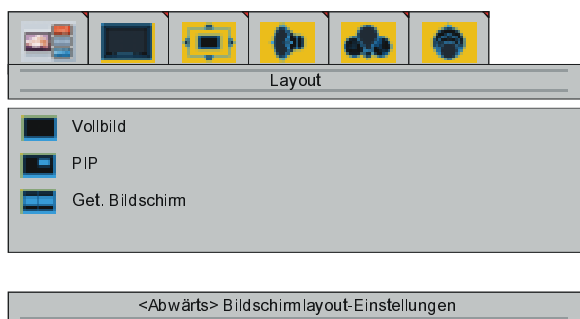 Layout
Vollbild
PIP
Get. Bildschirm
<Abwärts> Bildschirmlayout-Einstellungen